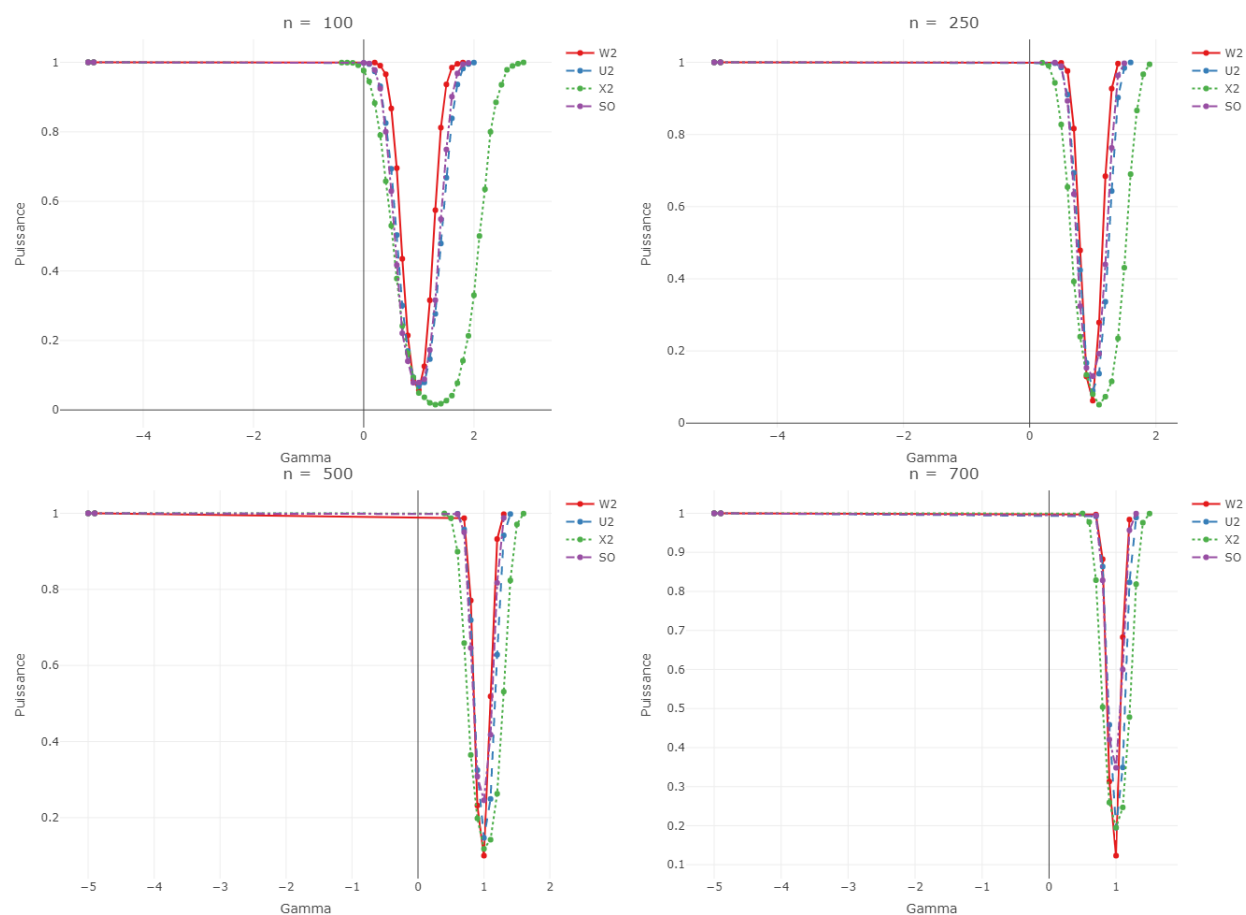 n = 100
W2
U2
X2
SO
1
0.8
0.6
0.4
0.2
0
Puissance
−4
−2
0
2
Gamma
n = 250
W2
U2
X2
SO
1
0.8
0.6
0.4
0.2
0
Puissance
−4
−2
0
2
Gamma
n = 500
W2
U2
X2
SO
1
0.8
0.6
0.4
0.2
Puissance
−5
−4
−3
−2
−1
0
1
2
Gamma
n = 700
W2
U2
X2
SO
1
0.9
0.8
0.7
0.6
0.5
0.4
0.3
0.2
0.1
Puissance
−5
−4
−3
−2
−1
0
1
Gamma